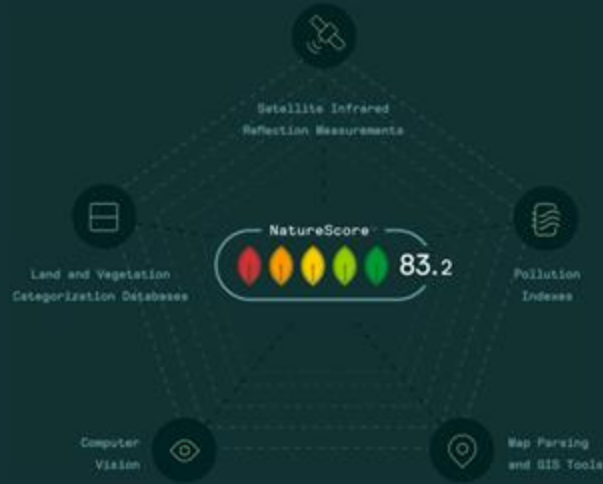 Satellite Infrared
Reflection Measurements
NatureScore
83.2
Land and Vegetation
Categorization Databases
Pollution
Indexes
Computer
Vision
Map Parsing
and GIS Tools